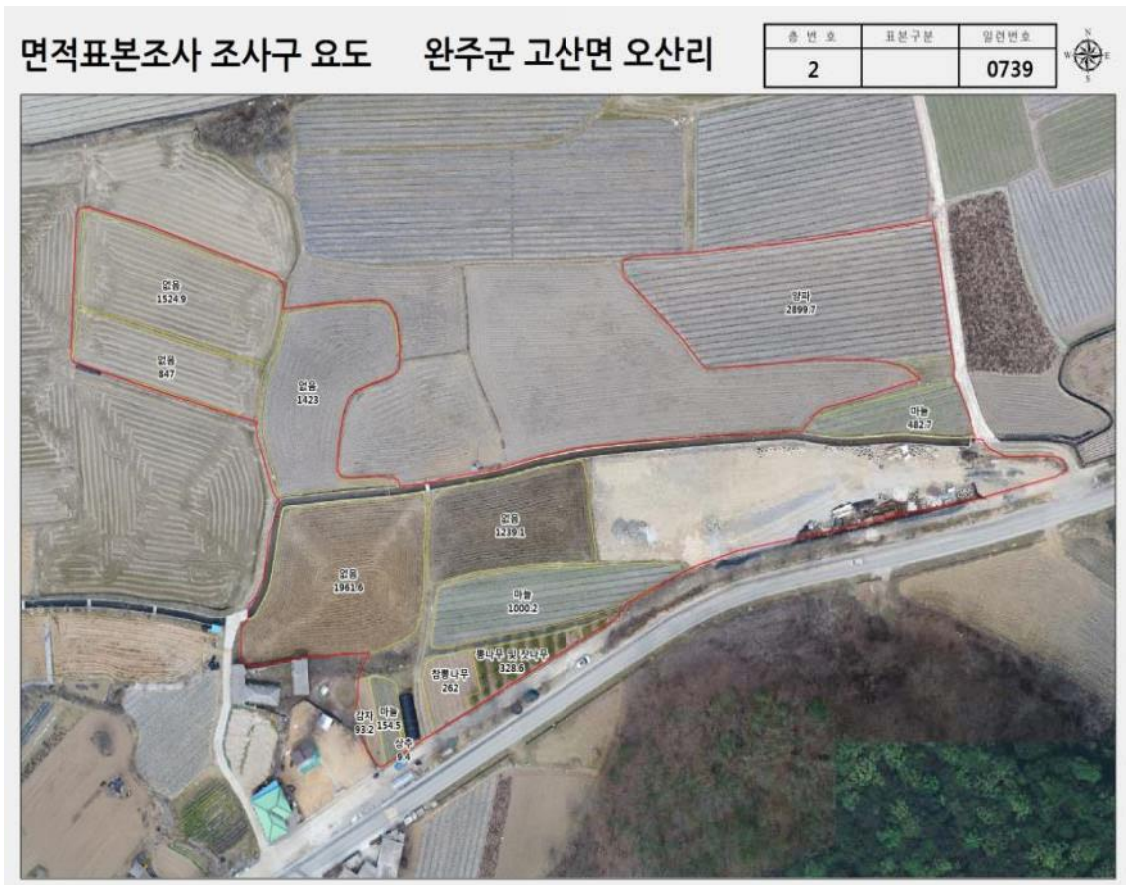 면적표본조사 조사구 요도 완주군 고산면 오산리
층 번 호 표본구분 일련번호
2 0739
N
W E
S
없음
1524.9
양파
2899.7
없음
847
없음
1423
마늘
482.7
없음
1239.1
없음
1961.6
마늘
1000.2
뽕나무 및 잣나무
328.6
참뽕나무
262
감자
93.2
마늘
154.5
상추
9.4